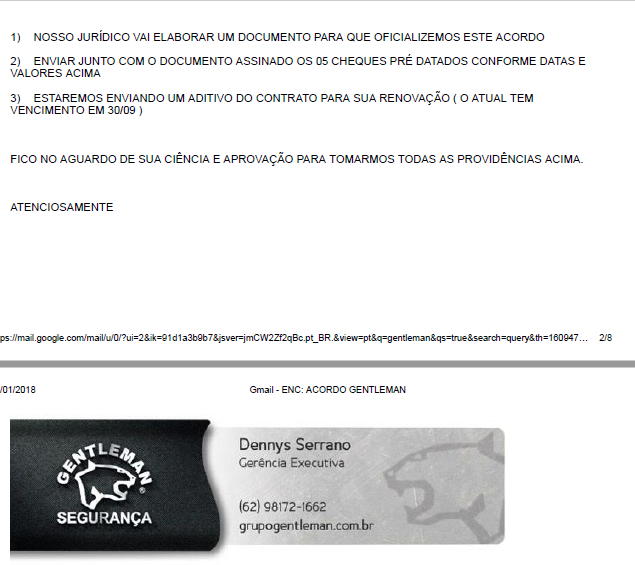 1) NOSSO JURÍDICO VAI ELABORAR UM DOCUMENTO PARA QUE OFICIALIZEMOS ESTE ACORDO
2) ENVIAR JUNTO COM O DOCUMENTO ASSINADO OS 05 CHEQUES PRÉ DATADOS CONFORME DATAS E
VALORES ACIMA
3) ESTAREMOS ENVIANDO UM ADITIVO DO CONTRATO PARA SUA RENOVAÇÃO ( O ATUAL TEM
VENCIMENTO EM 30/09 )
FICO NO AGUARDO DE SUA CIÊNCIA E APROVAÇÃO PARA TOMARMOS TODAS AS PROVIDÊNCIAS ACIMA.
ATENCIOSAMENTE
ps://mail.google.com/mail/u/0/?ui=2&ik=91d1a3b9b7&jsver=jmCW2Zf2qBc.pt_BR.&view=pt&q=gentleman&qs=true&search=query&th=160947... 2/8
/01/2018 Gmail - ENC: ACORDO GENTLEMAN
GENTLEMAN ®
SEGURANÇA
Dennys Serrano
Gerência Executiva
(62) 98172-1662
grupogentleman.com.br